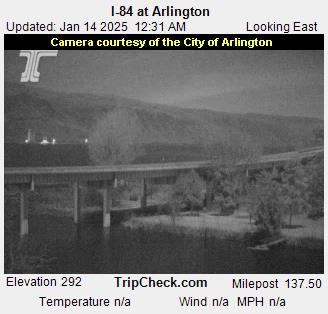 I-84 at Arlington
Updated: Jan 14 2025 12:31 AM Looking East
Camera courtesy of the City of Arlington
Elevation 292 TripCheck.com Milepost 137.50
Temperature n/a Wind n/a MPH n/a